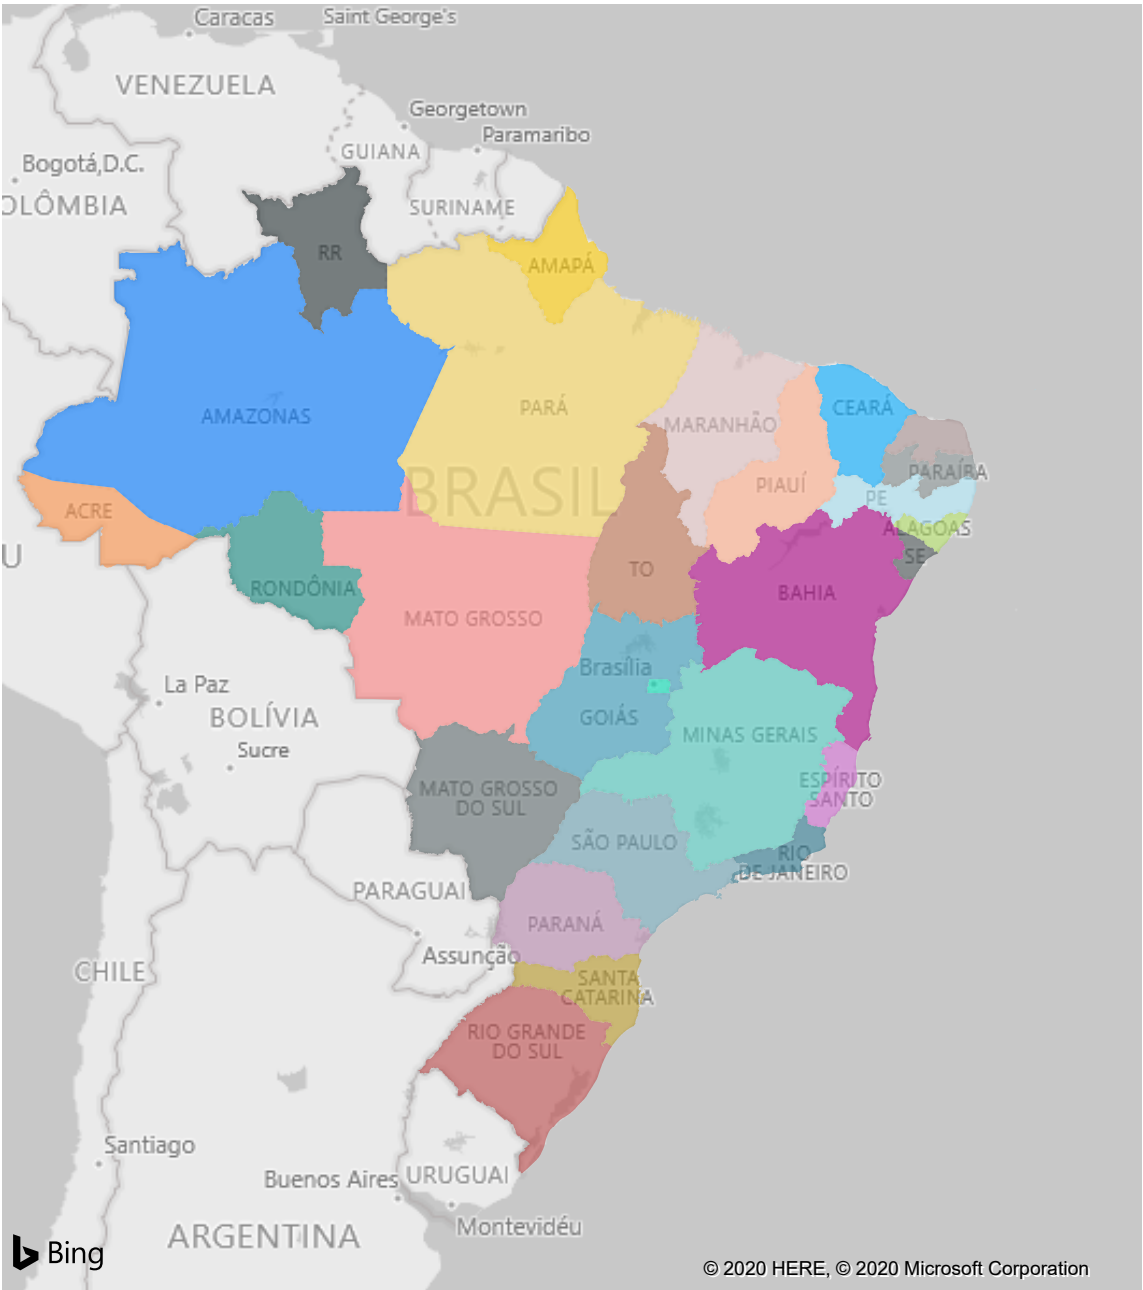 Caracas
Saint George's
VENEZUELA
Georgetown
Paramaribo
GUIANA
Bogotá,D.C.
OLÔMBIA
SURINAME
RR
AMAPÁ
AMAZONAS
PARÁ
MARANHÃO
CEARÁ
BRASIL
PARAÍBA
PIAUÍ
PE
ACRE
ALAGOAS
U
SE
TO
RONDÔNIA
BAHIA
MATO GROSSO
Brasília
La Paz
BOLÍVIA
GOIÁS
MINAS GERAIS
Sucre
ESPÍRITO
SANTO
MATO GROSSO
DO SUL
SÃO PAULO
RIO
DE JANEIRO
PARAGUAI
PARANÁ
Assunção
CHILE
SANTA
CATARINA
RIO GRANDE
DO SUL
Santiago
Buenos Aires
URUGUAI
Montevidéu
ARGENTINA
Bing
© 2020 HERE, © 2020 Microsoft Corporation